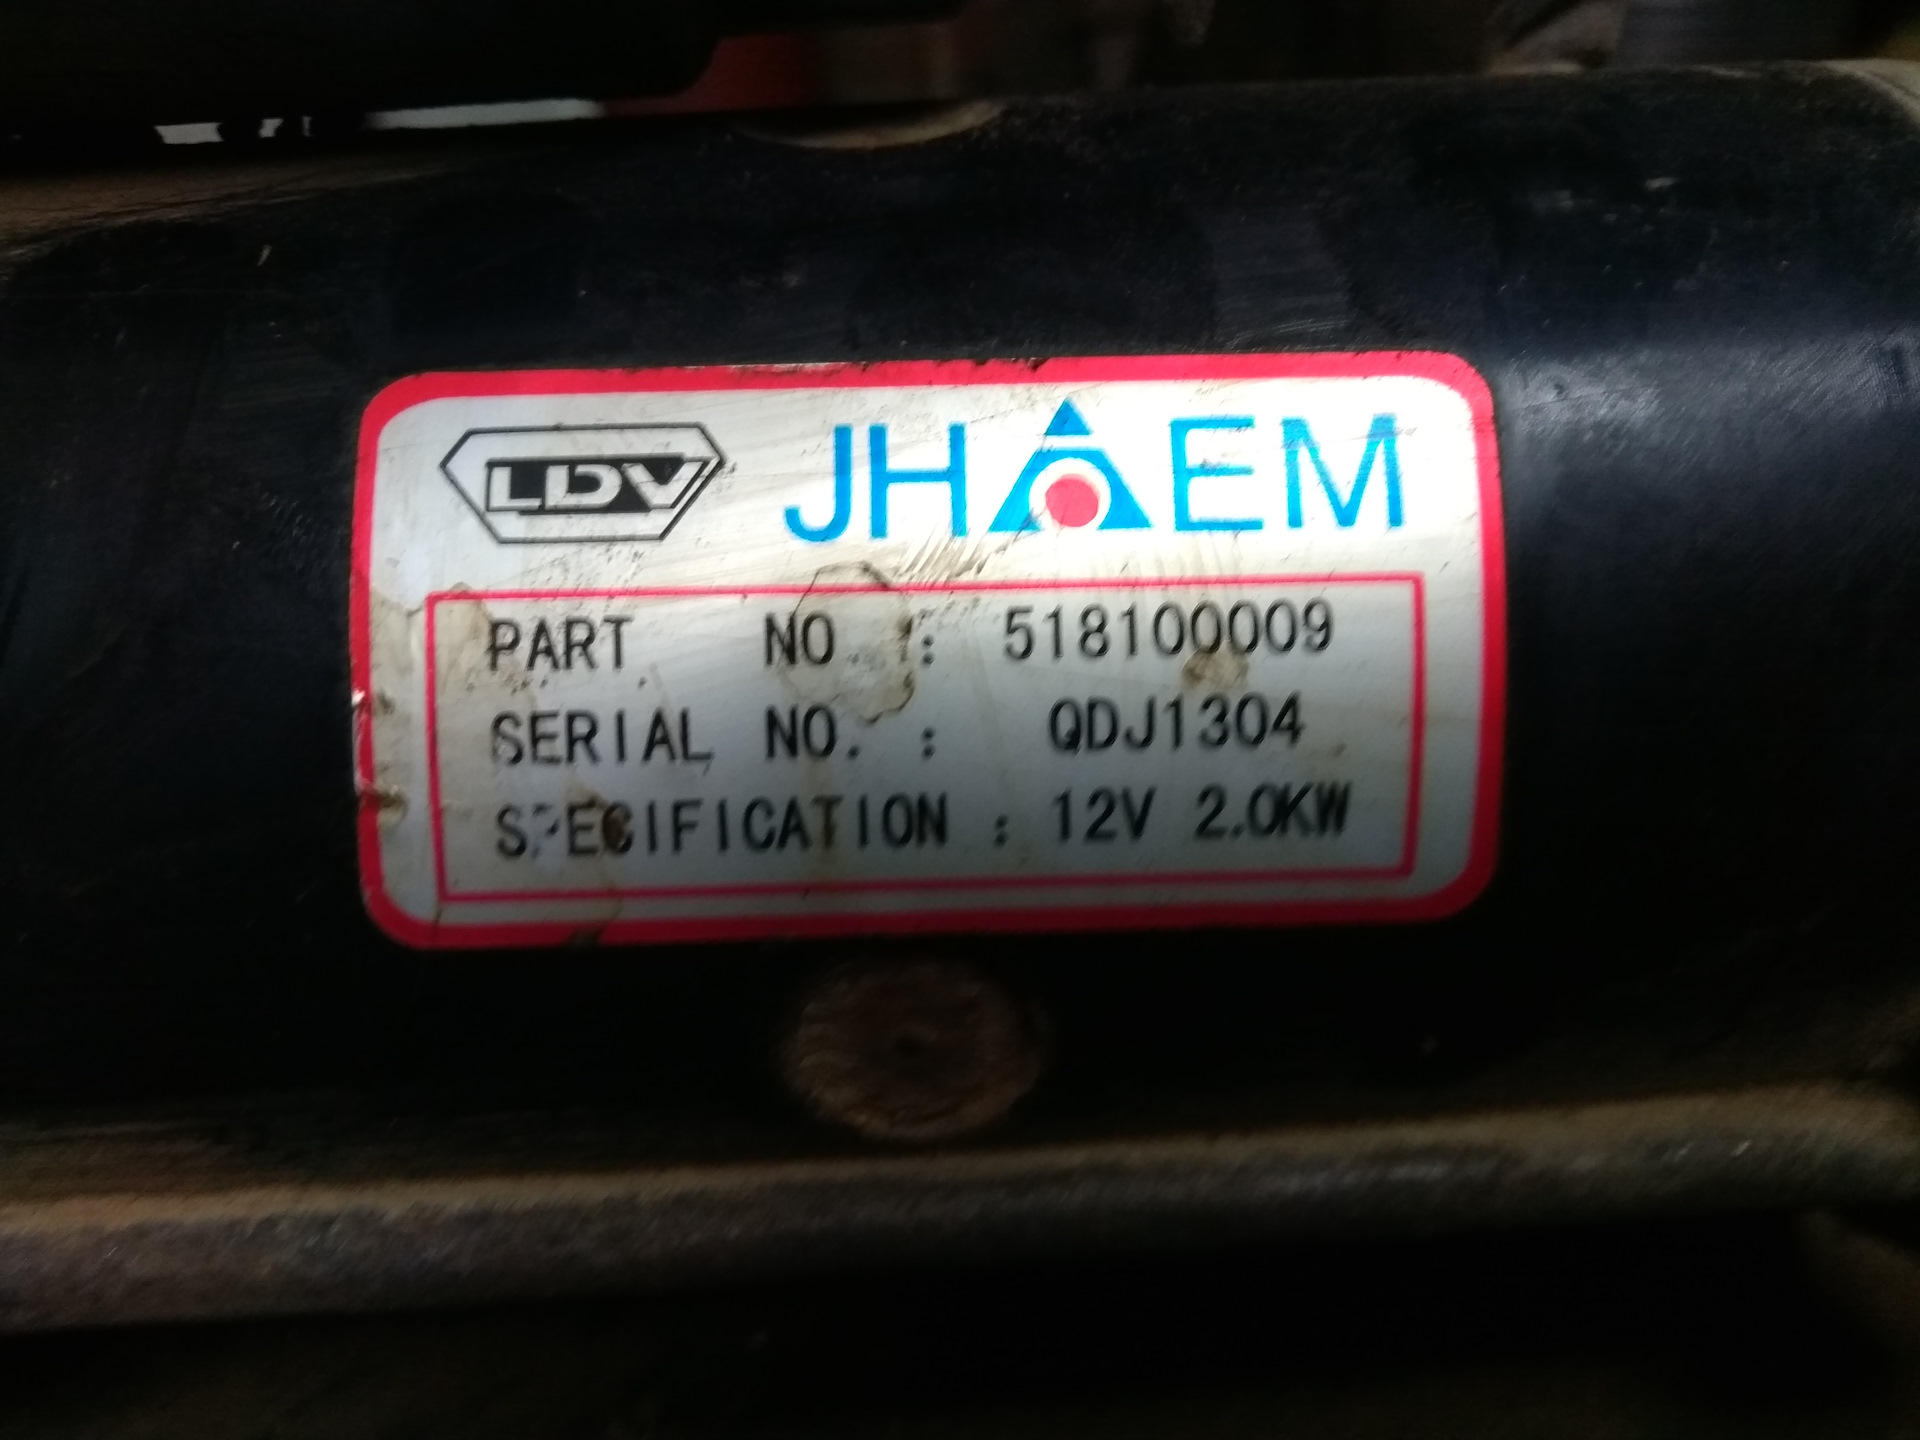 LDV JHAEM
PART NO : 518100009
SERIAL NO. : QDJ1304
SPECIFICATION : 12V 2.0KW